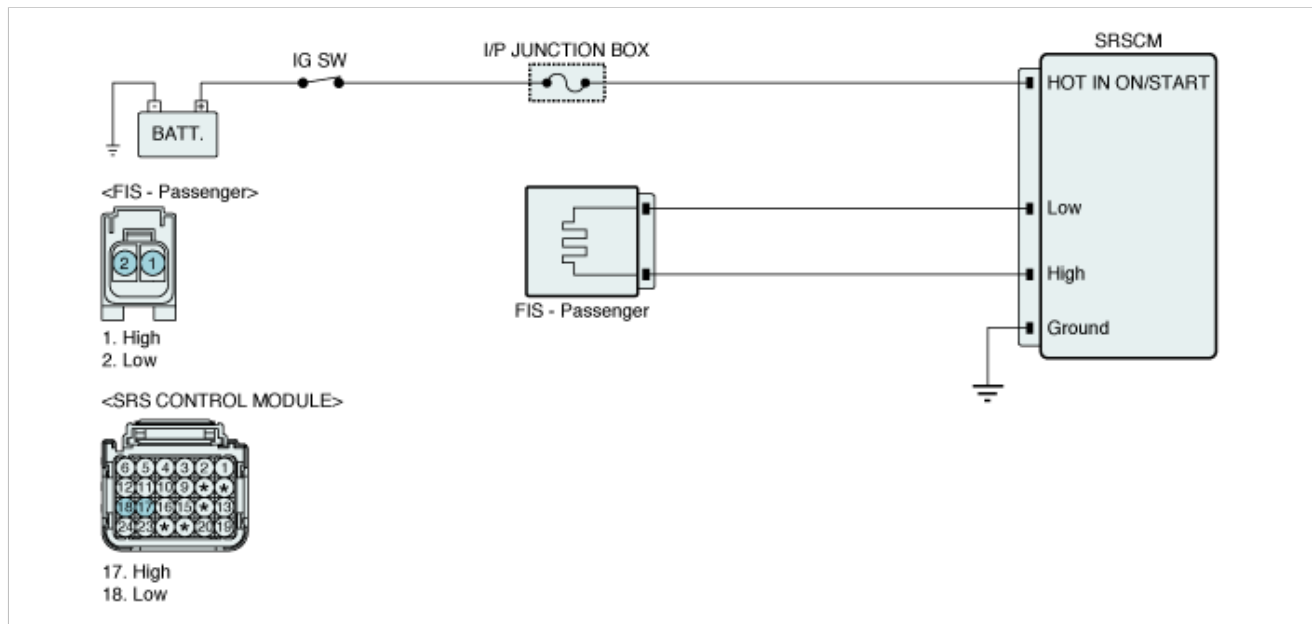 SRSCM
I/P JUNCTION BOX
IG SW
HOT IN ON/START
- +
BATT.
<FIS - Passenger>
Low
2 1
High
FIS - Passenger
Ground
1. High
2. Low
<SRS CONTROL MODULE>
6 5 4 3 2 1
12 11 10 9 * *
18 17 16 15 * 13
24 23 * * 20 19
17. High
18. Low